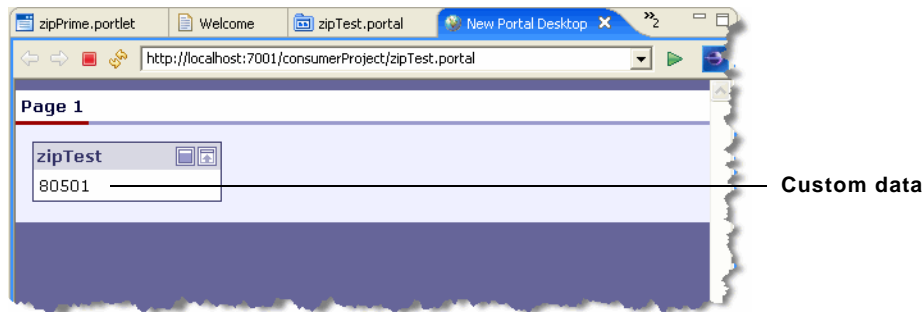 zipPrime.portlet Welcome zipTest.portal New Portal Desktop 2
http://localhost:7001/consumerProject/zipTest.portal
Page 1
zipTest
80501
Custom data